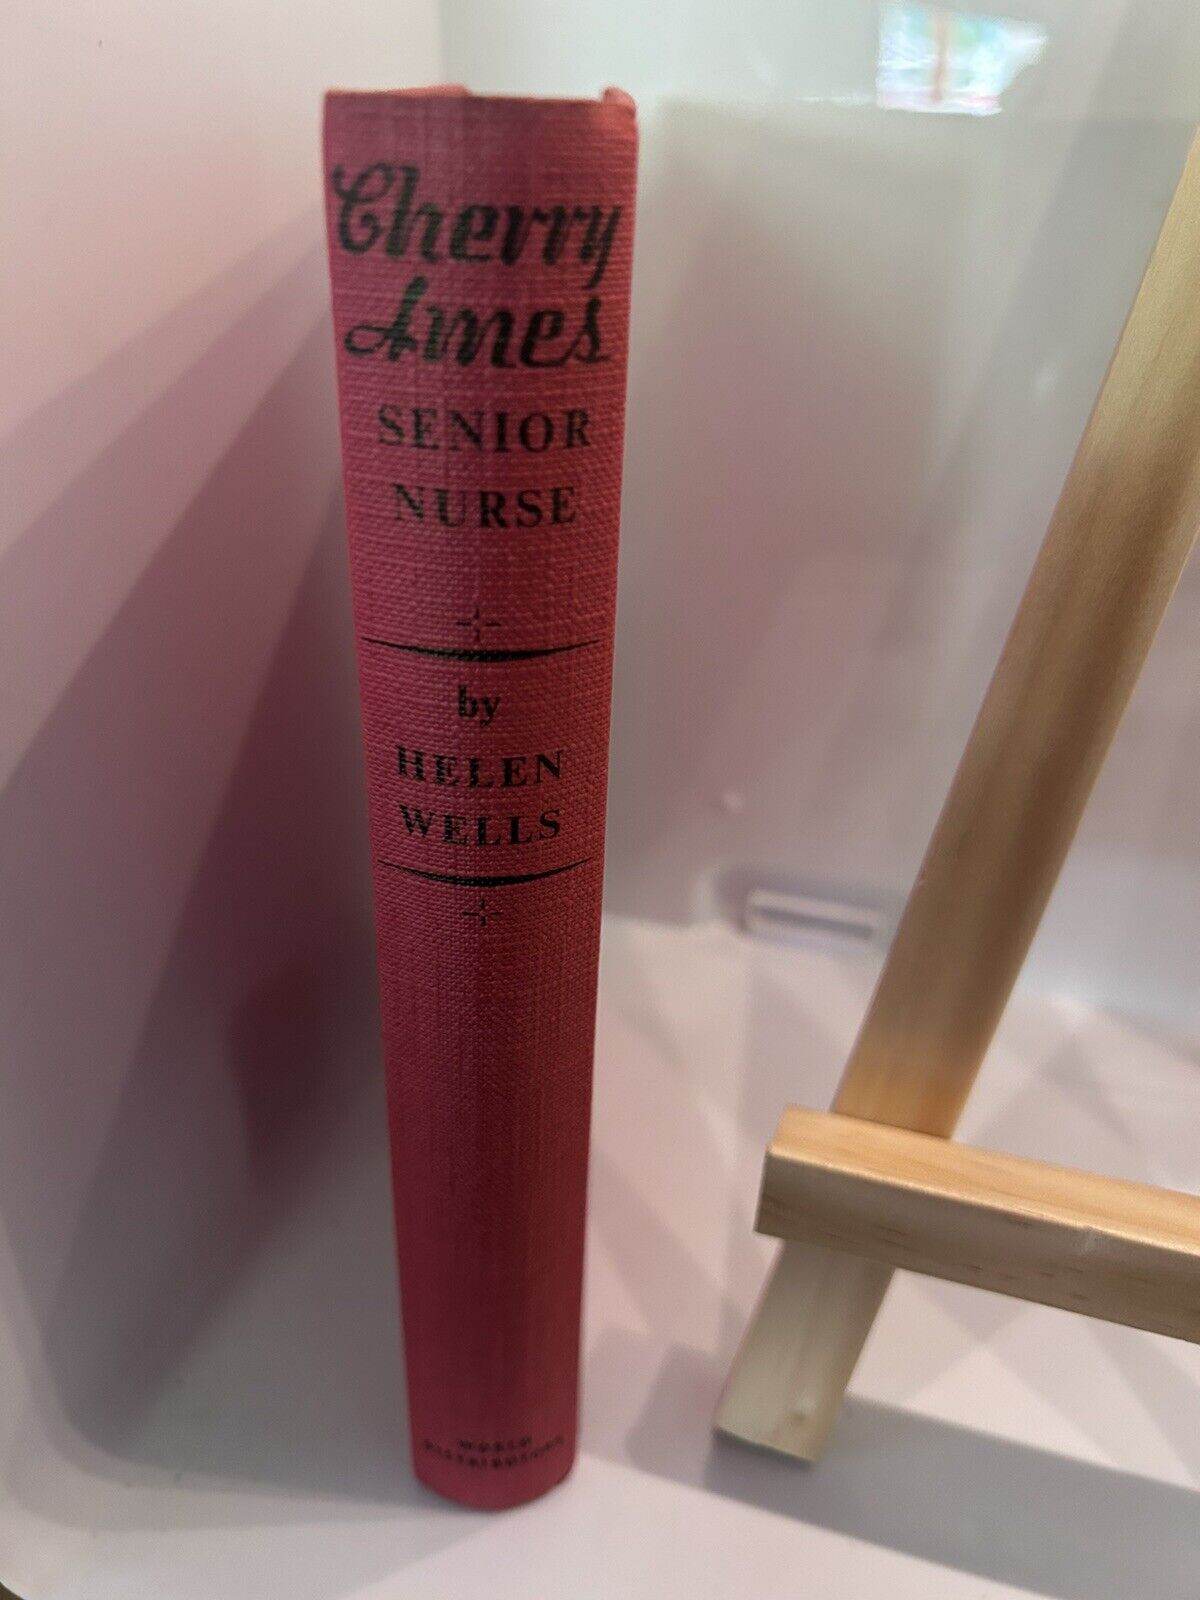 Cherry
Ames
SENIOR
NURSE
by
HELEN
WELLS
WORLD
DISTRIBUTORS